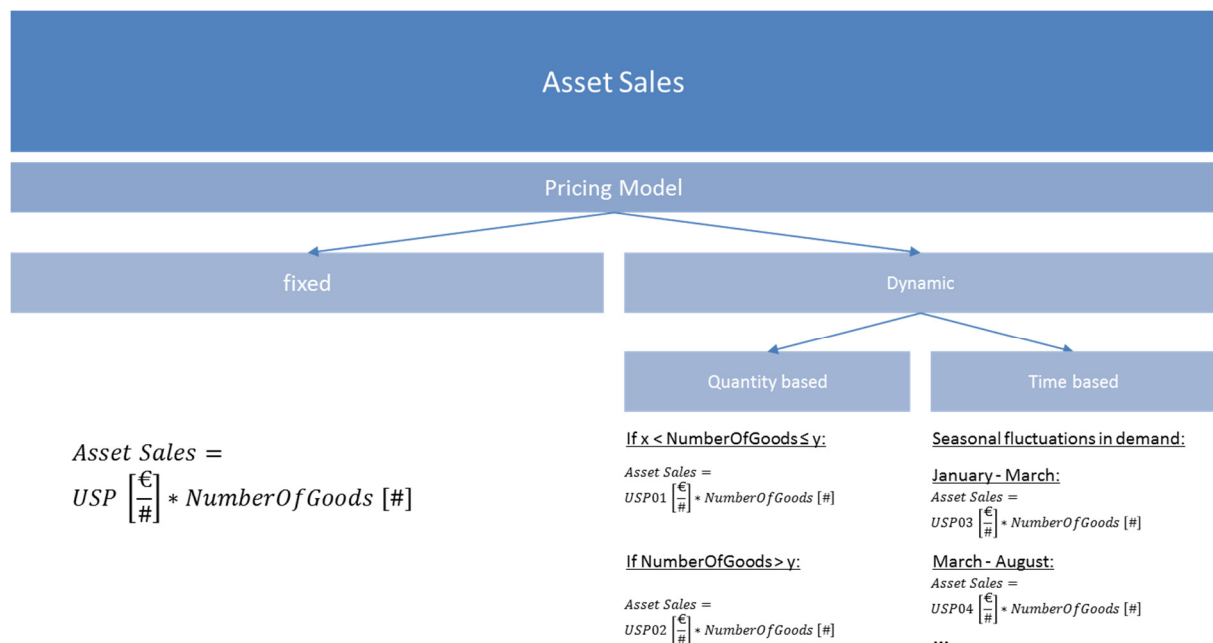 Asset Sales
Pricing Model
fixed
Dynamic
Quantity based
Time based
Asset Sales =
USP [€/#] * NumberOfGoods [#]
If x < NumberOfGoods ≤ y:
Asset Sales =
USP01 [€/#] * NumberOfGoods [#]
If NumberOfGoods > y:
Asset Sales =
USP02 [€/#] * NumberOfGoods [#]
Seasonal fluctuations in demand:
January - March:
Asset Sales =
USP03 [€/#] * NumberOfGoods [#]
March - August:
Asset Sales =
USP04 [€/#] * NumberOfGoods [#]
...